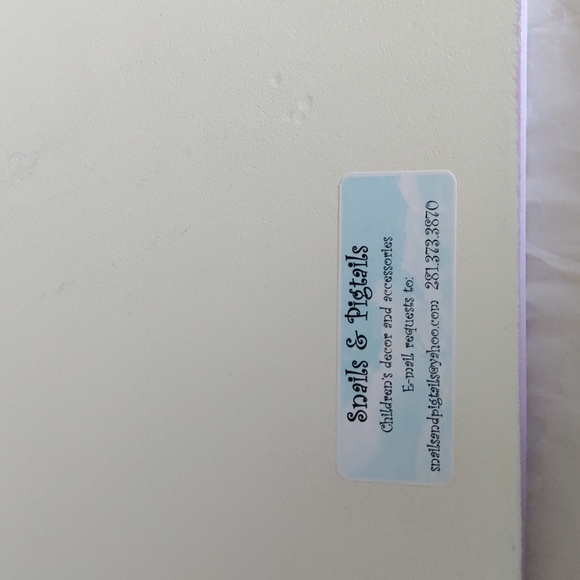 Snails & Pigtails
Children's decor and accessories
E-mail requests to:
snailsandpigtails@yahoo.com 281.373.3870